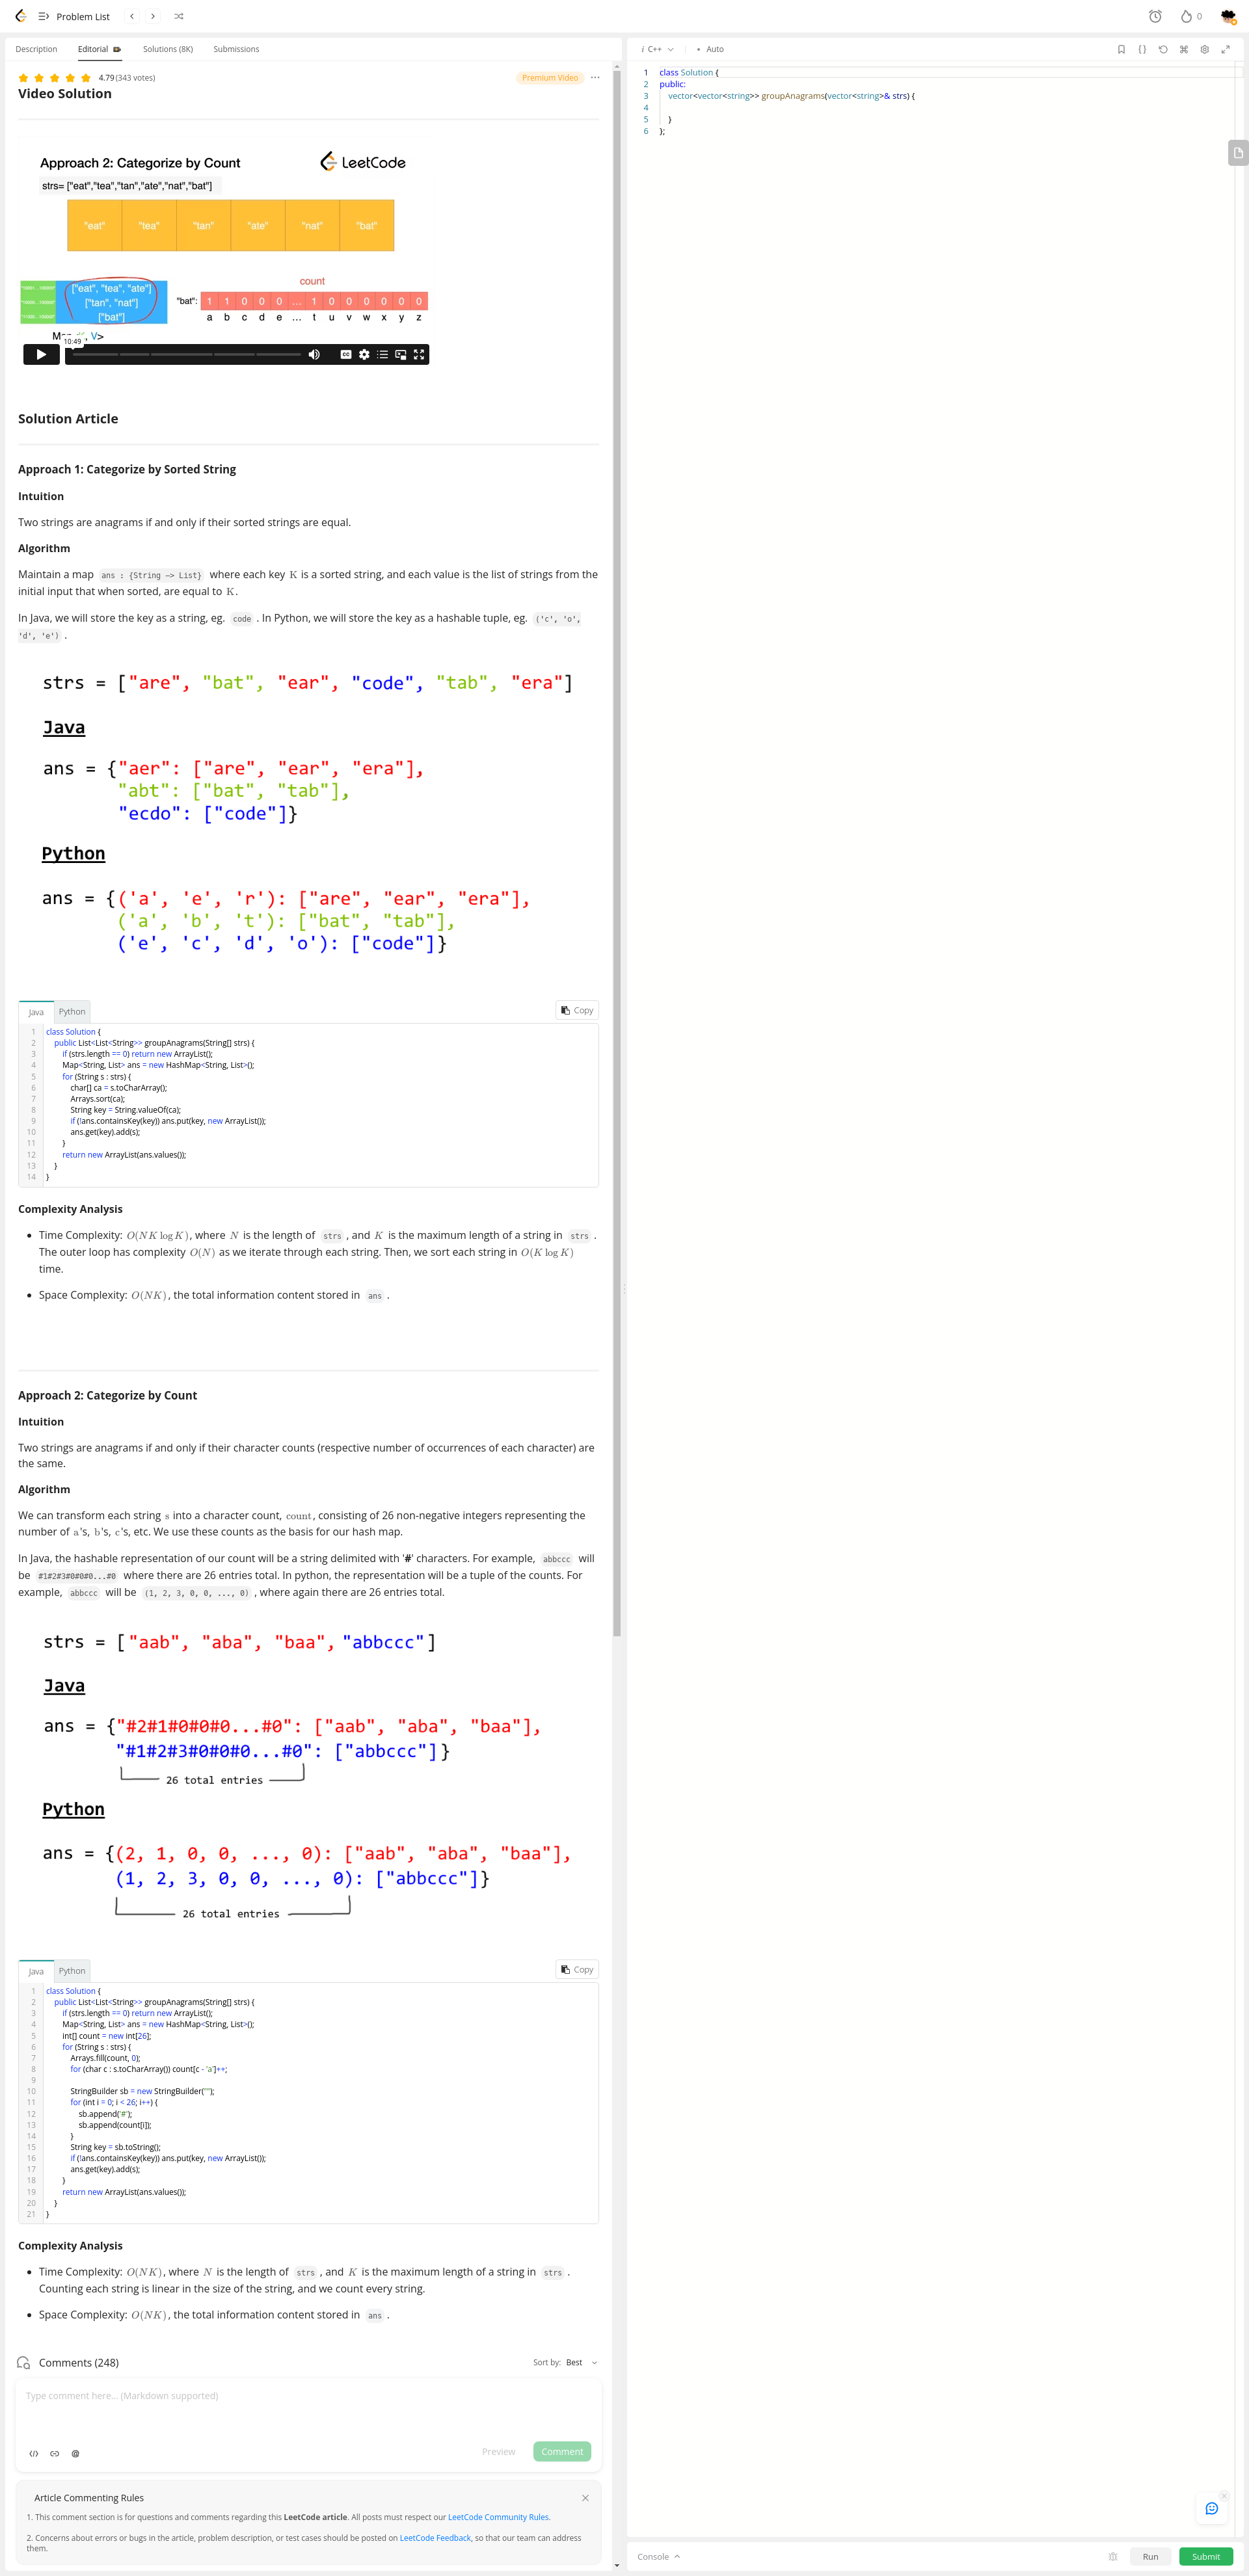 Problem List
0
Description Editorial Solutions (8K) Submissions
4.79 (343 votes) Premium Video
Video Solution
Approach 2: Categorize by Count LeetCode
strs= ["eat","tea","tan","ate","nat","bat"]
"eat" "tea" "tan" "ate" "nat" "bat"
count
["eat", "tea", "ate"]
["tan", "nat"]
["bat"]
"bat": 1 1 0 0 0 ... 1 0 0 0 0 0 0
a b c d e ... t u v w x y z
V>
10:49
CC
Solution Article
Approach 1: Categorize by Sorted String
Intuition
Two strings are anagrams if and only if their sorted strings are equal.
Algorithm
Maintain a map ans : {String -> List} where each key K is a sorted string, and each value is the list of strings from the
initial input that when sorted, are equal to K.
In Java, we will store the key as a string, eg. code . In Python, we will store the key as a hashable tuple, eg. ('c', 'o',
'd', 'e') .
strs = ["are", "bat", "ear", "code", "tab", "era"]
Java
ans = {"aer": ["are", "ear", "era"],
"abt": ["bat", "tab"],
"ecdo": ["code"]}
Python
ans = {('a', 'e', 'r'): ["are", "ear", "era"],
('a', 'b', 't'): ["bat", "tab"],
('e', 'c', 'd', 'o'): ["code"]}
Java Python Copy
1 class Solution {
2 public List<List<String>> groupAnagrams(String[] strs) {
3 if (strs.length == 0) return new ArrayList();
4 Map<String, List> ans = new HashMap<String, List>();
5 for (String s : strs) {
6 char[] ca = s.toCharArray();
7 Arrays.sort(ca);
8 String key = String.valueOf(ca);
9 if (!ans.containsKey(key)) ans.put(key, new ArrayList());
10 ans.get(key).add(s);
11 }
12 return new ArrayList(ans.values());
13 }
14 }
Complexity Analysis
• Time Complexity: O(NK log K), where N is the length of strs , and K is the maximum length of a string in strs .
The outer loop has complexity O(N) as we iterate through each string. Then, we sort each string in O(K log K)
time.
• Space Complexity: O(NK), the total information content stored in ans .
Approach 2: Categorize by Count
Intuition
Two strings are anagrams if and only if their character counts (respective number of occurrences of each character) are
the same.
Algorithm
We can transform each string s into a character count, count, consisting of 26 non-negative integers representing the
number of a's, b's, c's, etc. We use these counts as the basis for our hash map.
In Java, the hashable representation of our count will be a string delimited with '#' characters. For example, abbccc will
be #1#2#3#0#0#0...#0 where there are 26 entries total. In python, the representation will be a tuple of the counts. For
example, abbccc will be (1, 2, 3, 0, 0, ..., 0) , where again there are 26 entries total.
strs = ["aab", "aba", "baa", "abbccc"]
Java
ans = {"#2#1#0#0#0...#0": ["aab", "aba", "baa"],
"#1#2#3#0#0#0...#0": ["abbccc"]}
26 total entries
Python
ans = {(2, 1, 0, 0, ..., 0): ["aab", "aba", "baa"],
(1, 2, 3, 0, 0, ..., 0): ["abbccc"]}
26 total entries
Java Python Copy
1 class Solution {
2 public List<List<String>> groupAnagrams(String[] strs) {
3 if (strs.length == 0) return new ArrayList();
4 Map<String, List> ans = new HashMap<String, List>();
5 int[] count = new int[26];
6 for (String s : strs) {
7 Arrays.fill(count, 0);
8 for (char c : s.toCharArray()) count[c - 'a']++;
9
10 StringBuilder sb = new StringBuilder("");
11 for (int i = 0; i < 26; i++) {
12 sb.append('#');
13 sb.append(count[i]);
14 }
15 String key = sb.toString();
16 if (!ans.containsKey(key)) ans.put(key, new ArrayList());
17 ans.get(key).add(s);
18 }
19 return new ArrayList(ans.values());
20 }
21 }
Complexity Analysis
• Time Complexity: O(NK), where N is the length of strs , and K is the maximum length of a string in strs .
Counting each string is linear in the size of the string, and we count every string.
• Space Complexity: O(NK), the total information content stored in ans .
Comments (248) Sort by: Best
Type comment here... (Markdown supported)
Preview Comment
Article Commenting Rules
1. This comment section is for questions and comments regarding this LeetCode article. All posts must respect our LeetCode Community Rules.
2. Concerns about errors or bugs in the article, problem description, or test cases should be posted on LeetCode Feedback, so that our team can address
them.
i C++ • Auto
1 class Solution {
2 public:
3 vector<vector<string>> groupAnagrams(vector<string>& strs) {
4
5 }
6 };
Console Run Submit